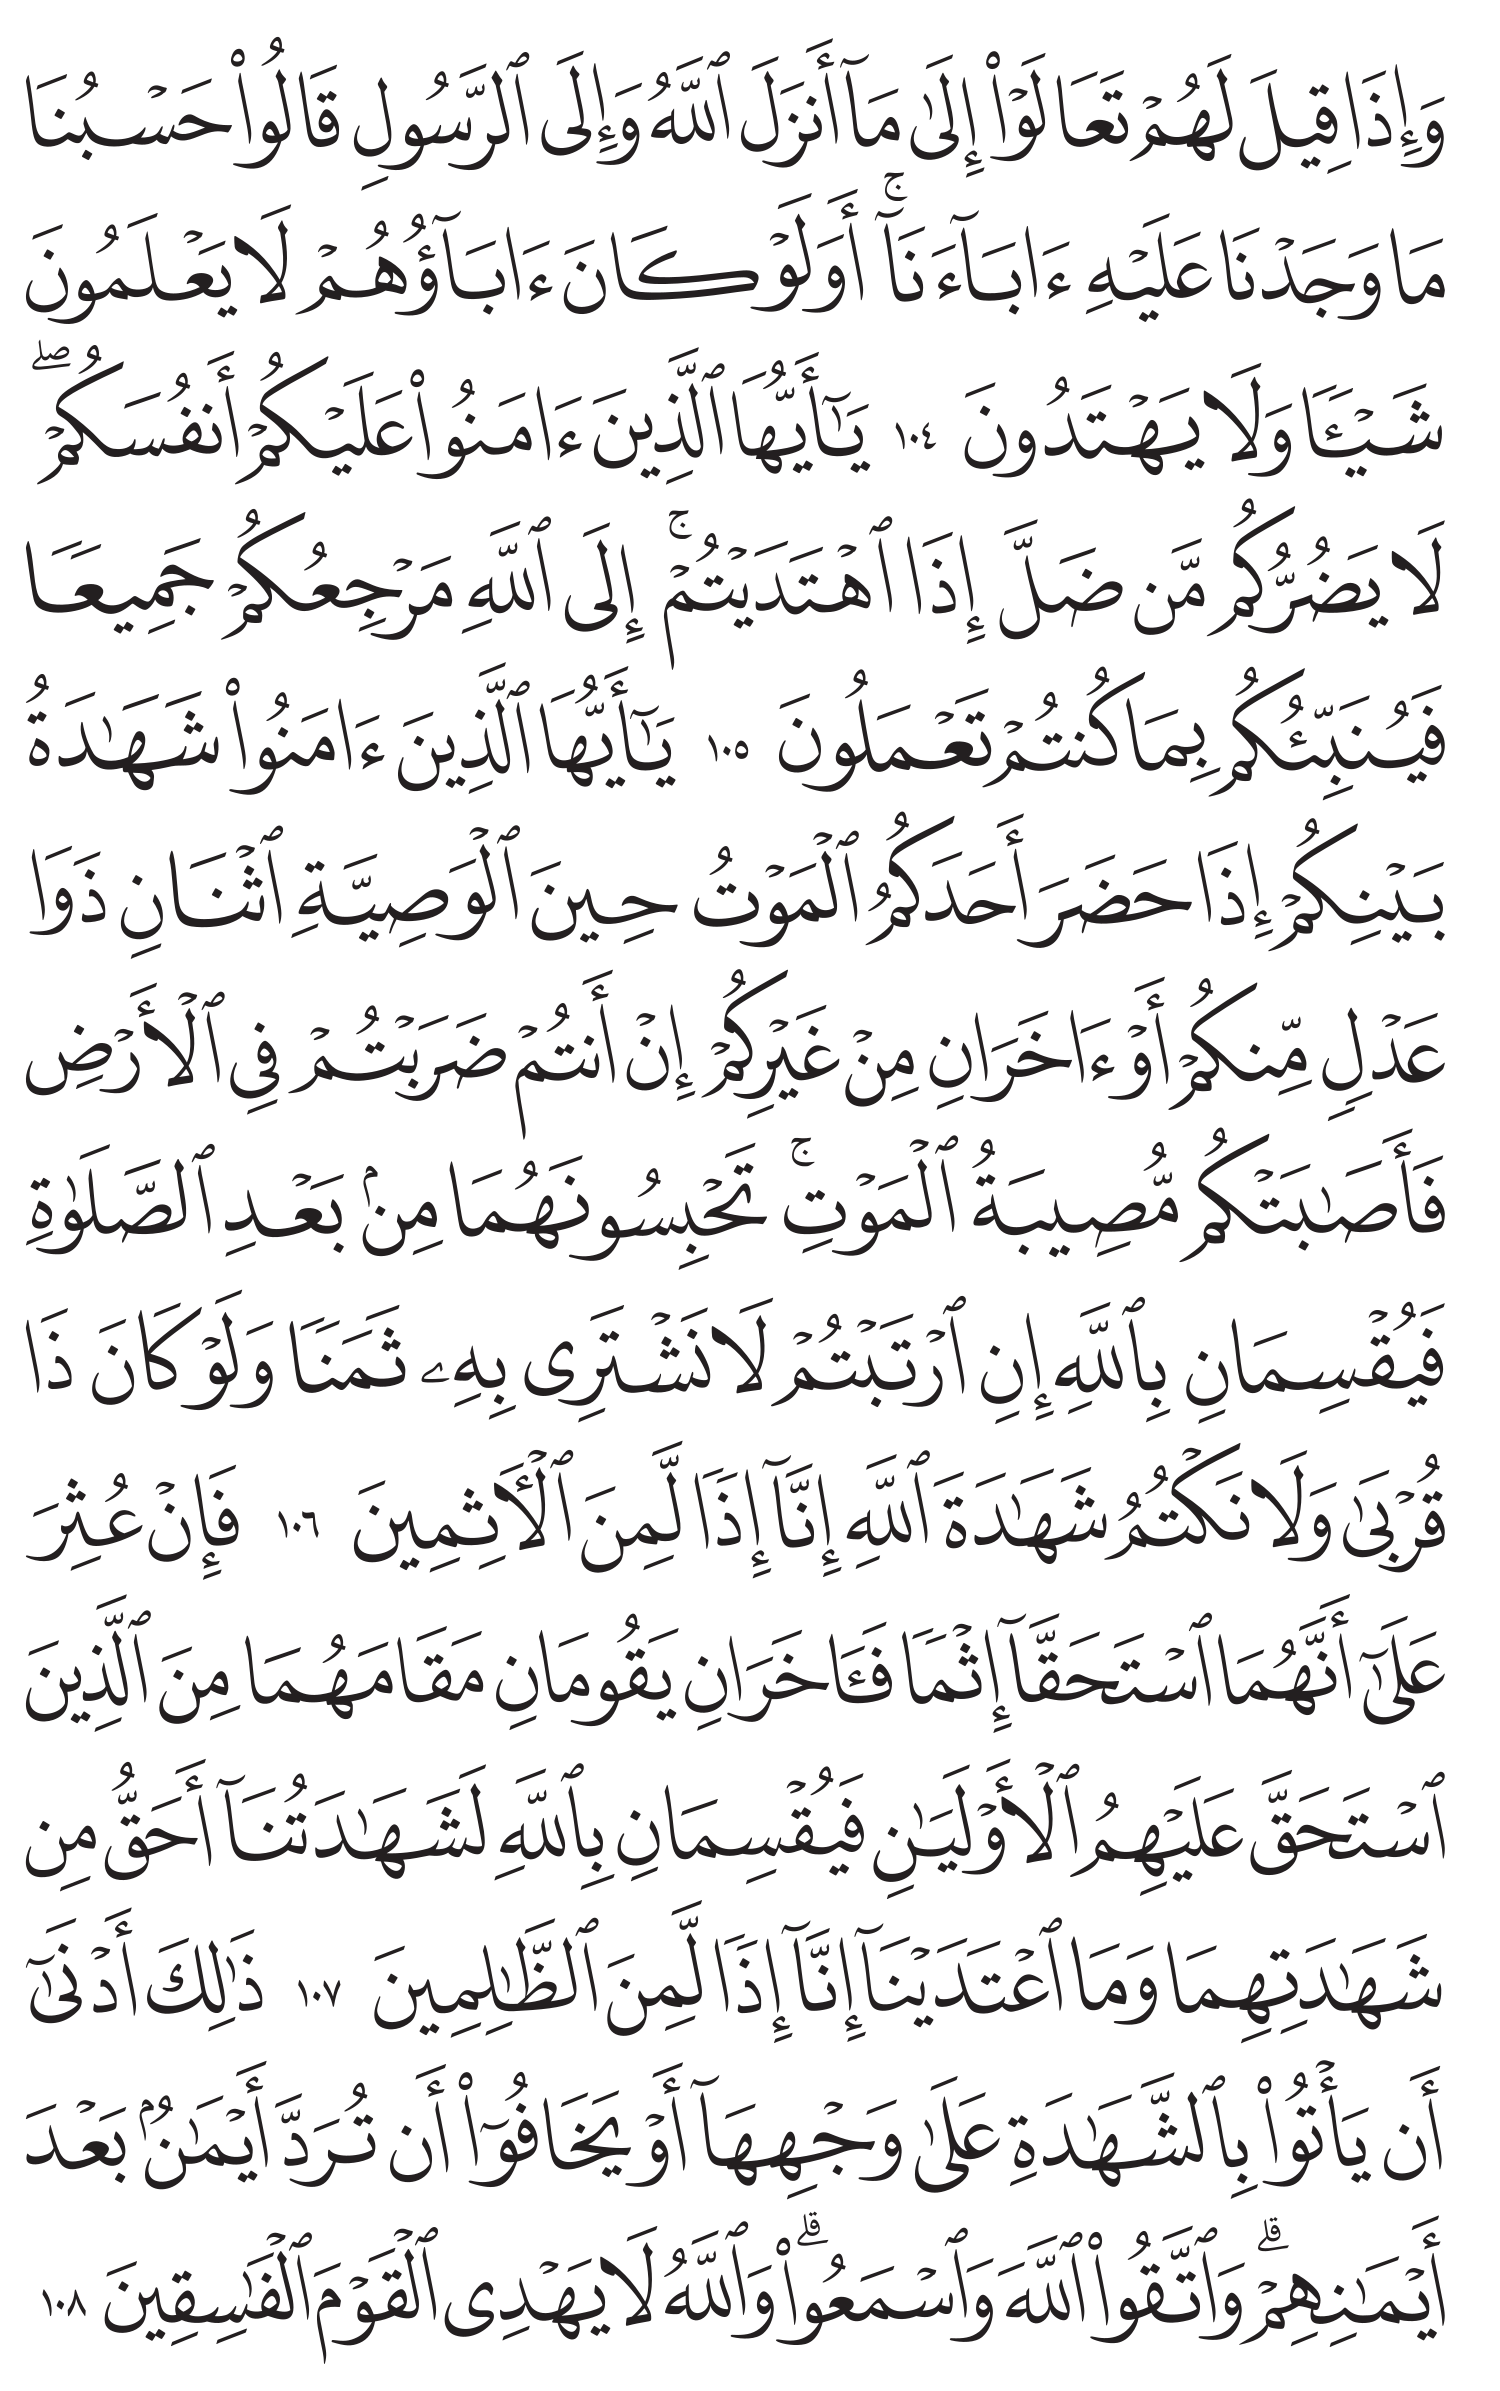 وَإِذَا قِيلَ لَهُمْ تَعَالَوْا۟ إِلَىٰ مَآ أَنزَلَ ٱللَّهُ وَإِلَى ٱلرَّسُولِ قَالُوا۟ حَسْبُنَا
مَا وَجَدْنَا عَلَيْهِ ءَابَآءَنَآ ۚ أَوَلَوْ كَانَ ءَابَآؤُهُمْ لَا يَعْلَمُونَ
شَيْـًٔا وَلَا يَهْتَدُونَ ١٠٤ يَـٰٓأَيُّهَا ٱلَّذِينَ ءَامَنُوا۟ عَلَيْكُمْ أَنفُسَكُمْ ۖ
لَا يَضُرُّكُم مَّن ضَلَّ إِذَا ٱهْتَدَيْتُمْ ۚ إِلَى ٱللَّهِ مَرْجِعُكُمْ جَمِيعًا
فَيُنَبِّئُكُم بِمَا كُنتُمْ تَعْمَلُونَ ١٠٥ يَـٰٓأَيُّهَا ٱلَّذِينَ ءَامَنُوا۟ شَهَـٰدَةُ
بَيْنِكُمْ إِذَا حَضَرَ أَحَدَكُمُ ٱلْمَوْتُ حِينَ ٱلْوَصِيَّةِ ٱثْنَانِ ذَوَا
عَدْلٍ مِّنكُمْ أَوْ ءَاخَرَانِ مِنْ غَيْرِكُمْ إِنْ أَنتُمْ ضَرَبْتُمْ فِى ٱلْأَرْضِ
فَأَصَـٰبَتْكُم مُّصِيبَةُ ٱلْمَوْتِ ۚ تَحْبِسُونَهُمَا مِنۢ بَعْدِ ٱلصَّلَوٰةِ
فَيُقْسِمَانِ بِٱللَّهِ إِنِ ٱرْتَبْتُمْ لَا نَشْتَرِى بِهِۦ ثَمَنًا وَلَوْ كَانَ ذَا
قُرْبَىٰ وَلَا نَكْتُمُ شَهَـٰدَةَ ٱللَّهِ إِنَّآ إِذًا لَّمِنَ ٱلْـَٔاثِمِينَ ١٠٦ فَإِنْ عُثِرَ
عَلَىٰٓ أَنَّهُمَا ٱسْتَحَقَّآ إِثْمًا فَـَٔاخَرَانِ يَقُومَانِ مَقَامَهُمَا مِنَ ٱلَّذِينَ
ٱسْتَحَقَّ عَلَيْهِمُ ٱلْأَوْلَيَـٰنِ فَيُقْسِمَانِ بِٱللَّهِ لَشَهَـٰدَتُنَآ أَحَقُّ مِن
شَهَـٰدَتِهِمَا وَمَا ٱعْتَدَيْنَآ إِنَّآ إِذًا لَّمِنَ ٱلظَّـٰلِمِينَ ١٠٧ ذَٰلِكَ أَدْنَىٰٓ
أَن يَأْتُوا۟ بِٱلشَّهَـٰدَةِ عَلَىٰ وَجْهِهَآ أَوْ يَخَافُوٓا۟ أَن تُرَدَّ أَيْمَـٰنٌۢ بَعْدَ
أَيْمَـٰنِهِمْ ۗ وَٱتَّقُوا۟ ٱللَّهَ وَٱسْمَعُوا۟ ۗ وَٱللَّهُ لَا يَهْدِى ٱلْقَوْمَ ٱلْفَـٰسِقِينَ ١٠٨